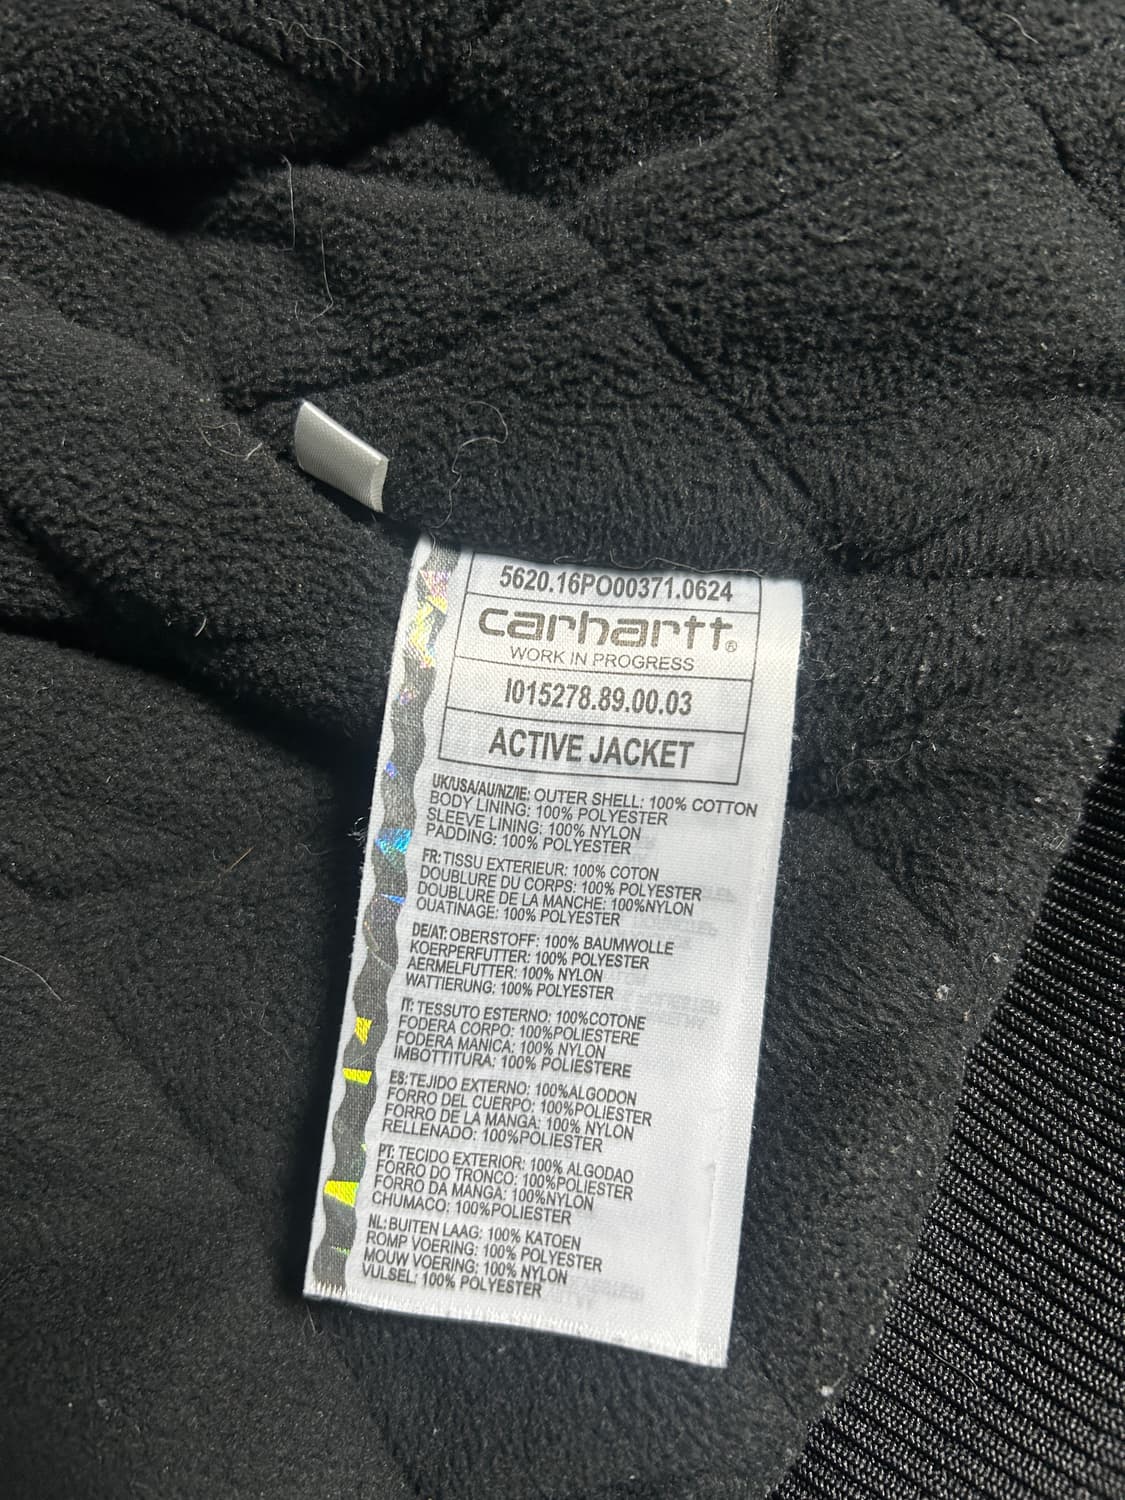 5620.16PO00371.0624
carhartt®
WORK IN PROGRESS
I015278.89.00.03
ACTIVE JACKET
UK/USA/AU/NZ/IE: OUTER SHELL: 100% COTTON
BODY LINING: 100% POLYESTER
SLEEVE LINING: 100% NYLON
PADDING: 100% POLYESTER
FR: TISSU EXTERIEUR: 100% COTON
DOUBLURE DU CORPS: 100% POLYESTER
DOUBLURE DE LA MANCHE: 100%NYLON
OUATINAGE: 100% POLYESTER
DE/AT: OBERSTOFF: 100% BAUMWOLLE
KOERPERFUTTER: 100% POLYESTER
AERMELFUTTER: 100% NYLON
WATTIERUNG: 100% POLYESTER
IT: TESSUTO ESTERNO: 100%COTONE
FODERA CORPO: 100%POLIESTERE
FODERA MANICA: 100% NYLON
IMBOTTITURA: 100% POLIESTERE
ES: TEJIDO EXTERNO: 100%ALGODON
FORRO DEL CUERPO: 100%POLIESTER
FORRO DE LA MANGA: 100% NYLON
RELLENADO: 100%POLIESTER
PT: TECIDO EXTERIOR: 100% ALGODAO
FORRO DO TRONCO: 100%POLIESTER
FORRO DA MANGA: 100%NYLON
CHUMACO: 100%POLIESTER
NL: BUITEN LAAG: 100% KATOEN
ROMP VOERING: 100% POLYESTER
MOUW VOERING: 100% NYLON
VULSEL: 100% POLYESTER